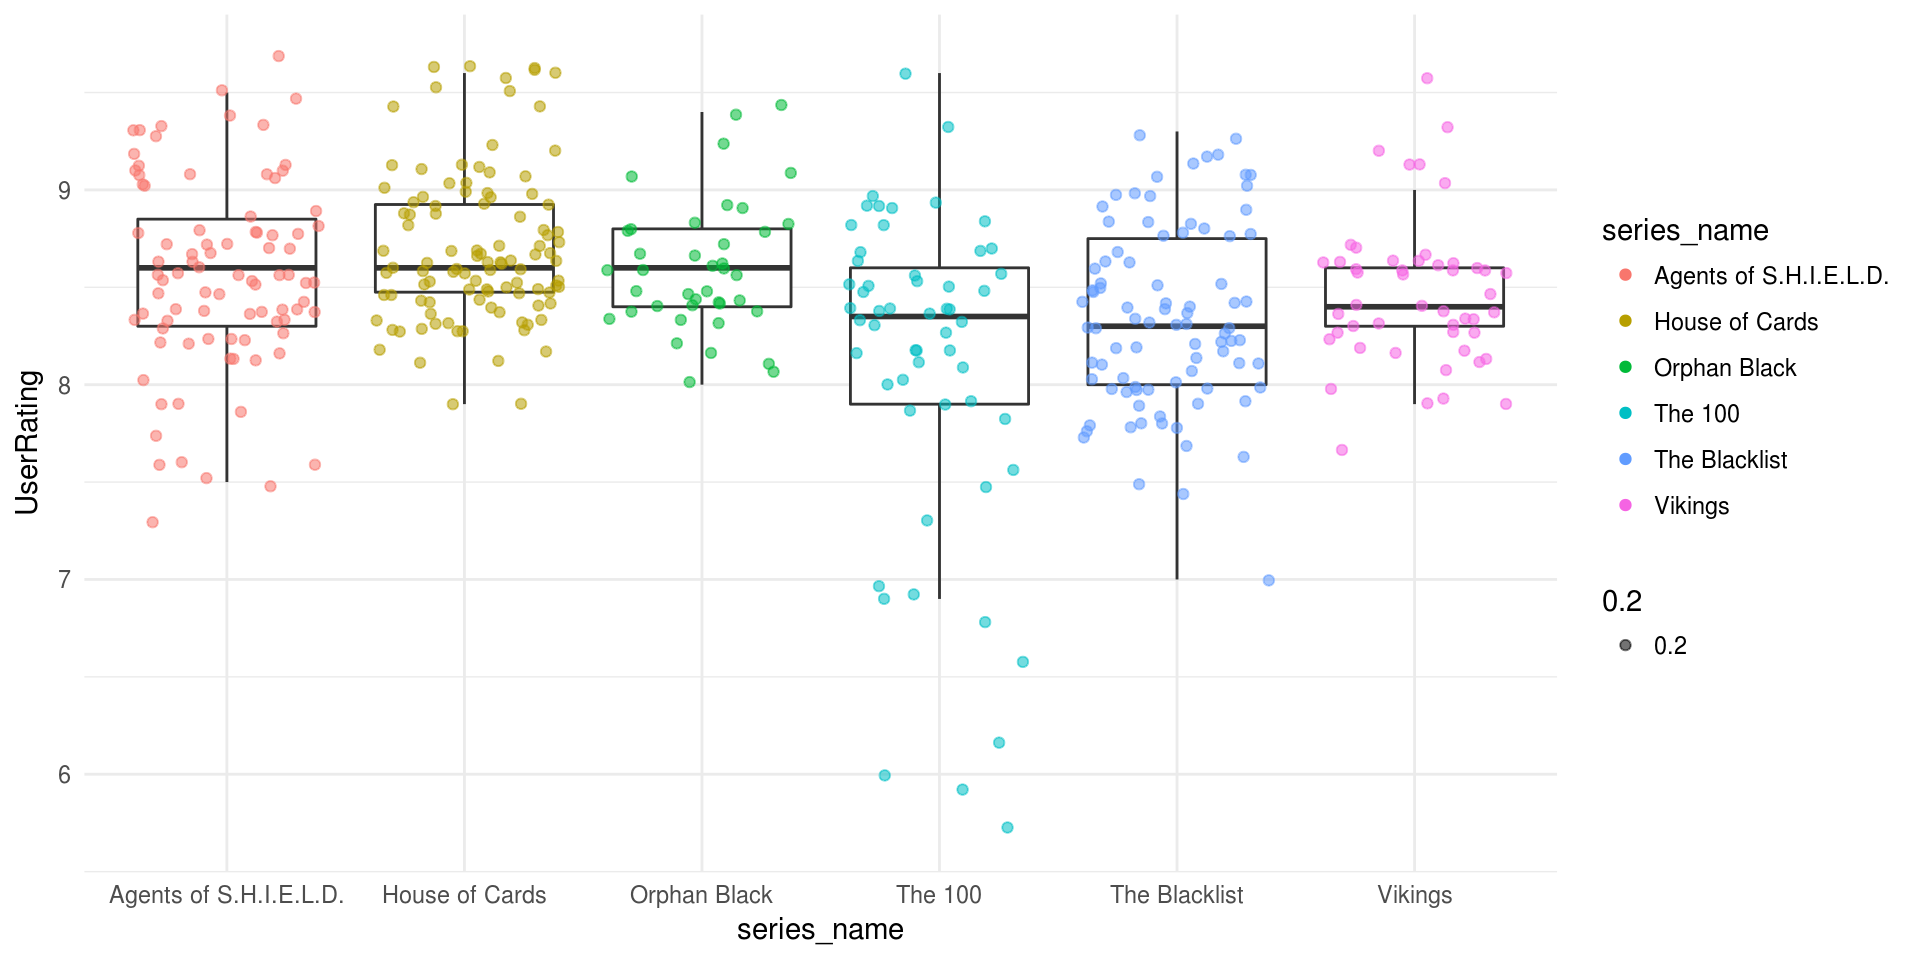 UserRating
9
8
7
6
Agents of S.H.I.E.L.D.
House of Cards
Orphan Black
The 100
The Blacklist
Vikings
series_name
series_name
Agents of S.H.I.E.L.D.
House of Cards
Orphan Black
The 100
The Blacklist
Vikings
0.2
0.2